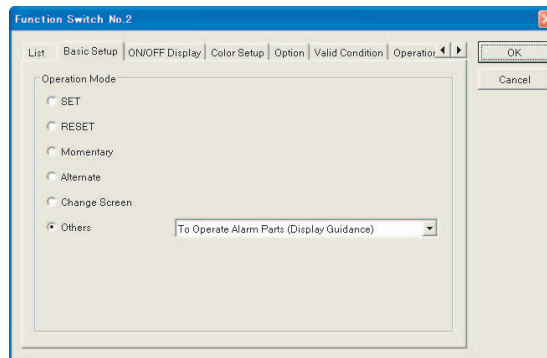 Function Switch No.2
List Basic Setup ON/OFF Display Color Setup Option Valid Condition Operation
OK
Cancel
Operation Mode
SET
RESET
Momentary
Alternate
Change Screen
Others To Operate Alarm Parts (Display Guidance)